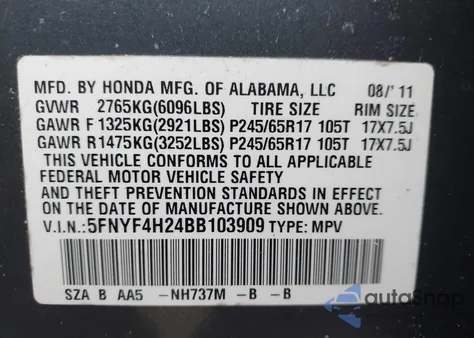 MFD. BY HONDA MFG. OF ALABAMA, LLC 08/'11
GVWR 2765KG(6096LBS) TIRE SIZE RIM SIZE
GAWR F 1325KG(2921LBS) P245/65R17 105T 17X7.5J
GAWR R1475KG(3252LBS) P245/65R17 105T 17X7.5J
THIS VEHICLE CONFORMS TO ALL APPLICABLE
FEDERAL MOTOR VEHICLE SAFETY
AND THEFT PREVENTION STANDARDS IN EFFECT
ON THE DATE OF MANUFACTURE SHOWN ABOVE.
V.I.N.:5FNYF4H24BB103909 TYPE: MPV
SZA B AA5 -NH737M -B -B
autoSnap